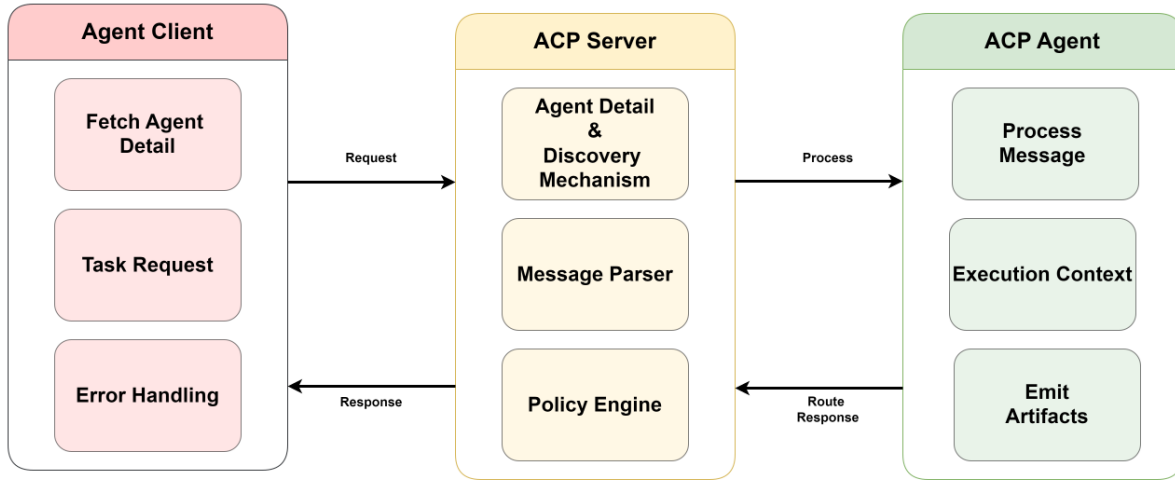 Agent Client
Fetch Agent
Detail
Task Request
Error Handling
Request
Response
ACP Server
Agent Detail
&
Discovery
Mechanism
Message Parser
Policy Engine
Process
Route
Response
ACP Agent
Process
Message
Execution Context
Emit
Artifacts